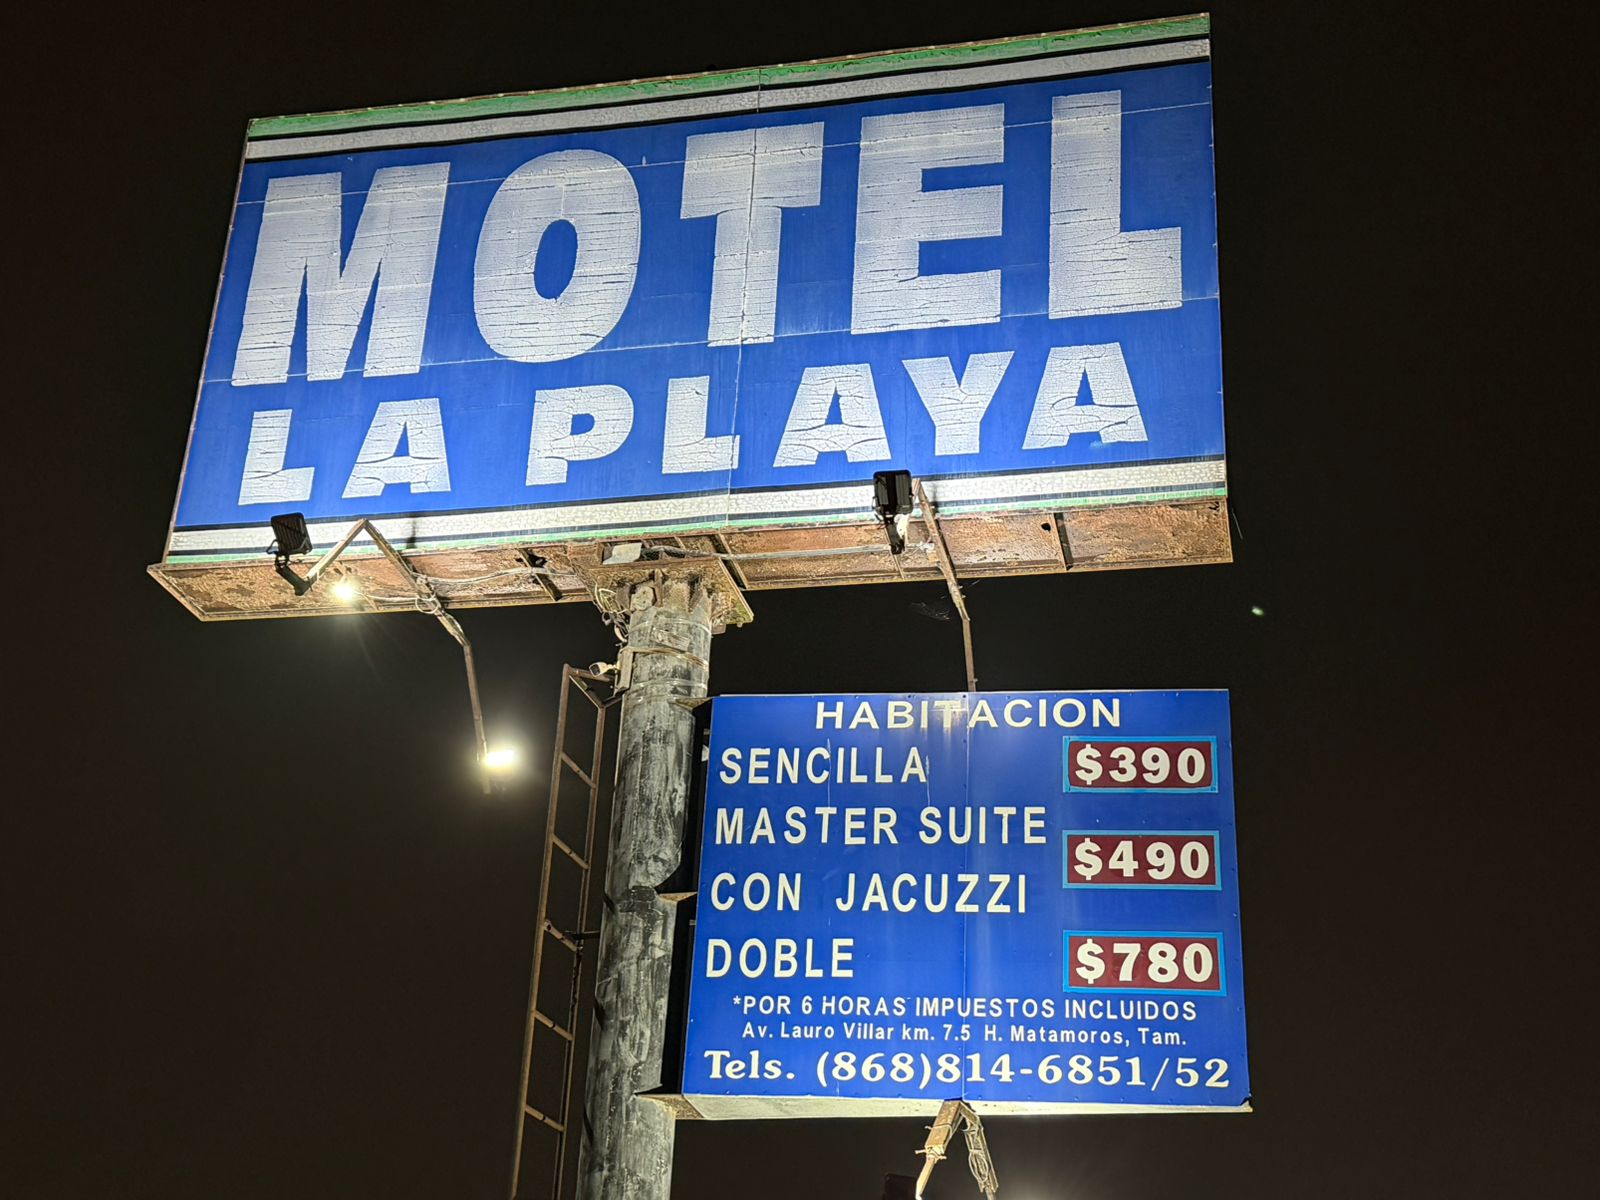 MOTEL
LA PLAYA
HABITACION
SENCILLA $390
MASTER SUITE
$490
CON JACUZZI
DOBLE $780
*POR 6 HORAS IMPUESTOS INCLUIDOS
Av. Lauro Villar km. 7.5 H. Matamoros, Tam.
Tels. (868)814-6851/52